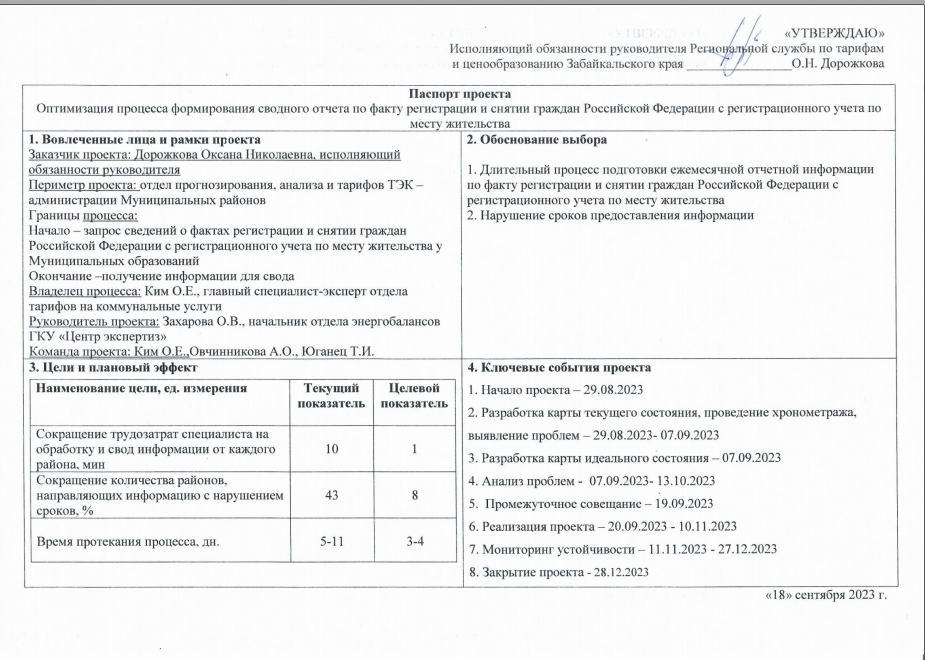 «УТВЕРЖДАЮ»
Исполняющий обязанности руководителя Региональной службы по тарифам
и ценообразованию Забайкальского края ________________О.Н. Дорожкова
Паспорт проекта
Оптимизация процесса формирования сводного отчета по факту регистрации и снятии граждан Российской Федерации с регистрационного учета по
месту жительства
1. Вовлеченные лица и рамки проекта
Заказчик проекта: Дорожкова Оксана Николаевна, исполняющий
обязанности руководителя
Периметр проекта: отдел прогнозирования, анализа и тарифов ТЭК –
администрации Муниципальных районов
Границы процесса:
Начало – запрос сведений о фактах регистрации и снятии граждан
Российской Федерации с регистрационного учета по месту жительства у
Муниципальных образований
Окончание –получение информации для свода
Владелец процесса: Ким О.Е., главный специалист-эксперт отдела
тарифов на коммунальные услуги
Руководитель проекта: Захарова О.В., начальник отдела энергобалансов
ГКУ «Центр экспертиз»
Команда проекта: Ким О.Е.,Овчинникова А.О., Юганец Т.И.
2. Обоснование выбора
1. Длительный процесс подготовки ежемесячной отчетной информации
по факту регистрации и снятии граждан Российской Федерации с
регистрационного учета по месту жительства
2. Нарушение сроков предоставления информации
3. Цели и плановый эффект
Наименование цели, ед. измерения
Текущий
показатель
Целевой
показатель
Сокращение трудозатрат специалиста на
обработку и свод информации от каждого
района, мин
10
1
Сокращение количества районов,
направляющих информацию с нарушением
сроков, %
43
8
Время протекания процесса, дн.
5-11
3-4
4. Ключевые события проекта
1. Начало проекта – 29.08.2023
2. Разработка карты текущего состояния, проведение хронометража,
выявление проблем – 29.08.2023- 07.09.2023
3. Разработка карты идеального состояния – 07.09.2023
4. Анализ проблем - 07.09.2023- 13.10.2023
5. Промежуточное совещание – 19.09.2023
6. Реализация проекта – 20.09.2023 - 10.11.2023
7. Мониторинг устойчивости – 11.11.2023 - 27.12.2023
8. Закрытие проекта - 28.12.2023
«18» сентября 2023 г.